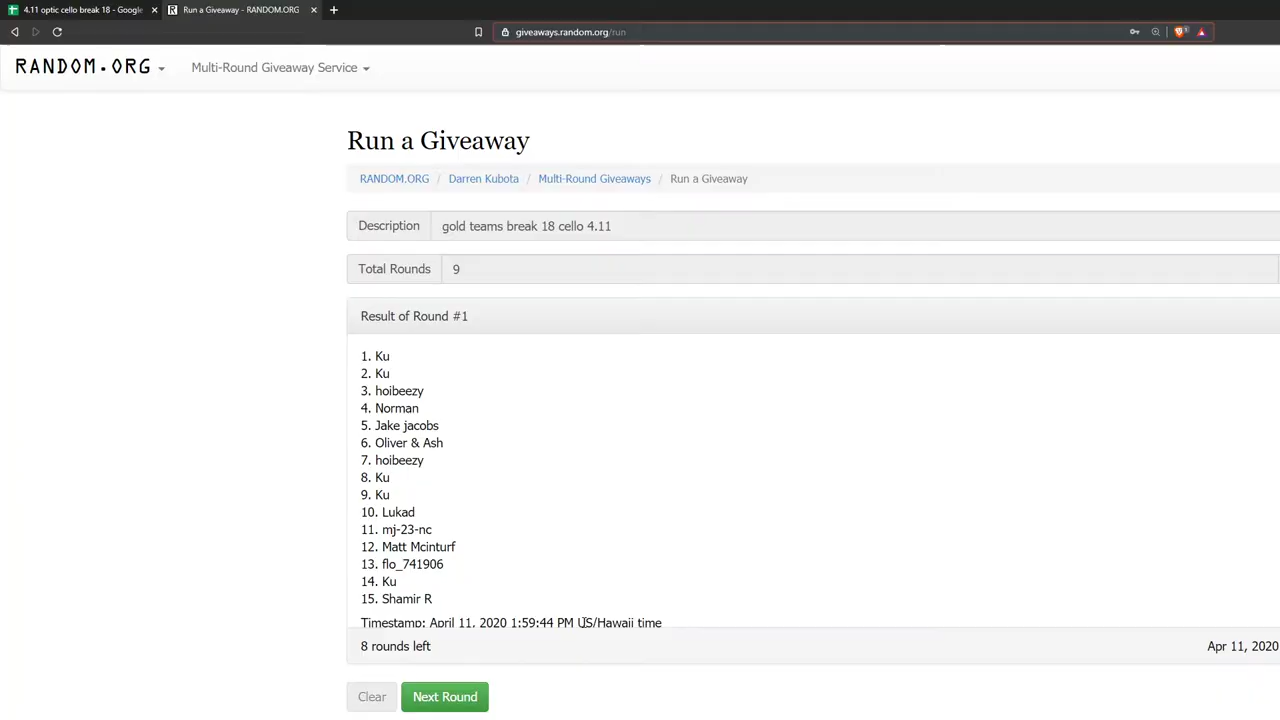 4.11 optic cello break 18 - Google
Run a Giveaway - RANDOM.ORG
giveaways.random.org/run
RANDOM.ORG
Multi-Round Giveaway Service
Run a Giveaway
RANDOM.ORG / Darren Kubota / Multi-Round Giveaways / Run a Giveaway
Description gold teams break 18 cello 4.11
Total Rounds 9
Result of Round #1
1. Ku
2. Ku
3. hoibeezy
4. Norman
5. Jake jacobs
6. Oliver & Ash
7. hoibeezy
8. Ku
9. Ku
10. Lukad
11. mj-23-nc
12. Matt Mcinturf
13. flo_741906
14. Ku
15. Shamir R
Timestamp: April 11, 2020 1:59:44 PM US/Hawaii time
8 rounds left Apr 11, 2020
Clear Next Round